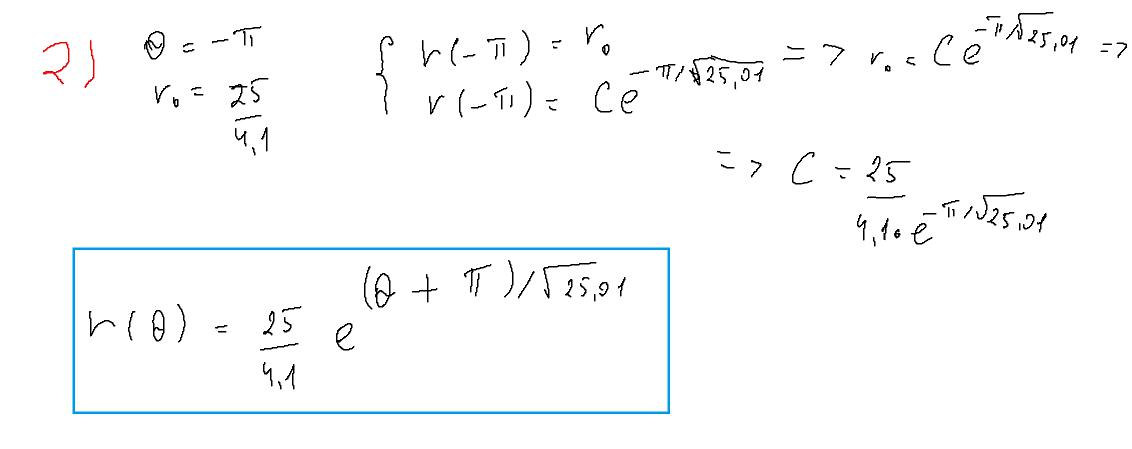 2) θ = -π { r(-π) = r₀ => r₀ = Ce^(-π/√25,01) =>
r₀ = 25/4,1 r(-π) = Ce^(-π/√25,01)
=> C = 25/(4,1·e^(-π/√25,01))
r(θ) = 25/4,1 e^((θ + π)/√25,01)